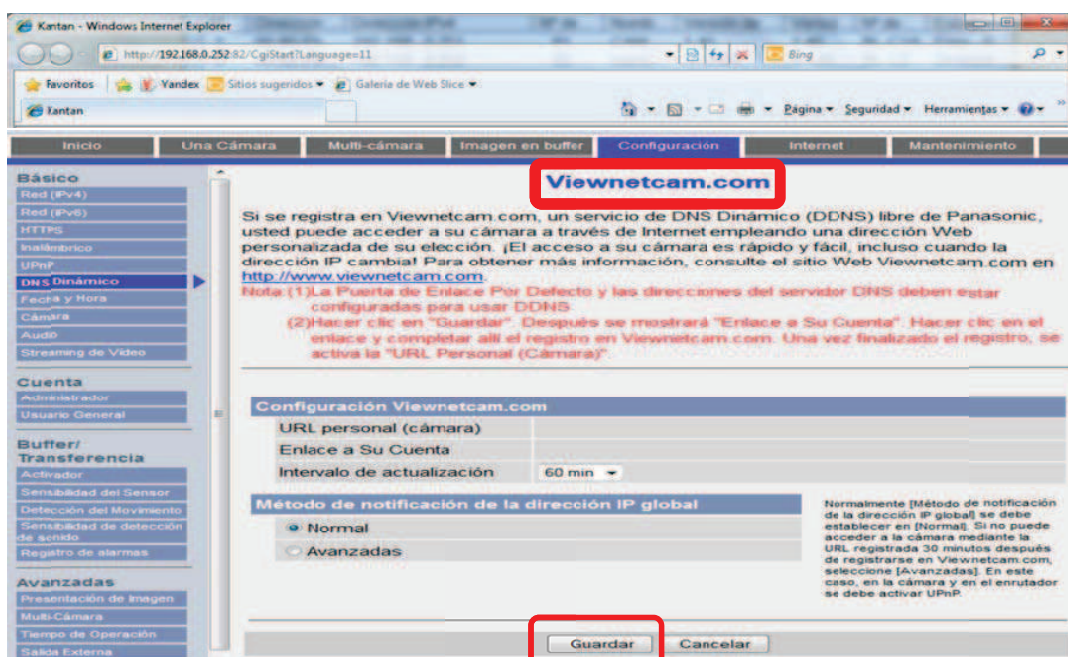 Kantan - Windows Internet Explorer
http://192.168.0.252:82/CgiStart?Language=11
Bing
Favoritos Yandex Sitios sugeridos Galería de Web Slice
Kantan
Página Seguridad Herramientas
Inicio Una Cámara Multi-cámara Imagen en buffer Configuración Internet Mantenimiento
Básico
Red (IPv4)
Red (IPv6)
HTTPS
Inalámbrico
UPnP
DNS Dinámico
Fecha y Hora
Cámara
Audio
Streaming de Vídeo
Cuenta
Administrador
Usuario General
Buffer/
Transferencia
Activador
Sensibilidad del Sensor
Detección del Movimiento
Sensibilidad de detección
de sonido
Registro de alarmas
Avanzadas
Presentación de Imagen
Multi-Cámara
Tiempo de Operación
Salida Externa
Viewnetcam.com
Si se registra en Viewnetcam.com, un servicio de DNS Dinámico (DDNS) libre de Panasonic,
usted puede acceder a su cámara a través de Internet empleando una dirección Web
personalizada de su elección. ¡El acceso a su cámara es rápido y fácil, incluso cuando la
dirección IP cambia! Para obtener más información, consulte el sitio Web Viewnetcam.com en
http://www.viewnetcam.com.
Nota:(1)La Puerta de Enlace Por Defecto y las direcciones del servidor DNS deben estar
configuradas para usar DDNS.
(2)Hacer clic en "Guardar". Después se mostrará "Enlace a Su Cuenta". Hacer clic en el
enlace y completar allí el registro en Viewnetcam.com. Una vez finalizado el registro, se
activa la "URL Personal (Cámara)".
Configuración Viewnetcam.com
URL personal (cámara)
Enlace a Su Cuenta
Intervalo de actualización 60 min
Método de notificación de la dirección IP global
Normal
Avanzadas
Normalmente [Método de notificación
de la dirección IP global] se debe
establecer en [Normal]. Si no puede
acceder a la cámara mediante la
URL registrada 30 minutos después
de registrarse en Viewnetcam.com,
seleccione [Avanzadas]. En este
caso, en la cámara y en el enrutador
se debe activar UPnP.
Guardar Cancelar